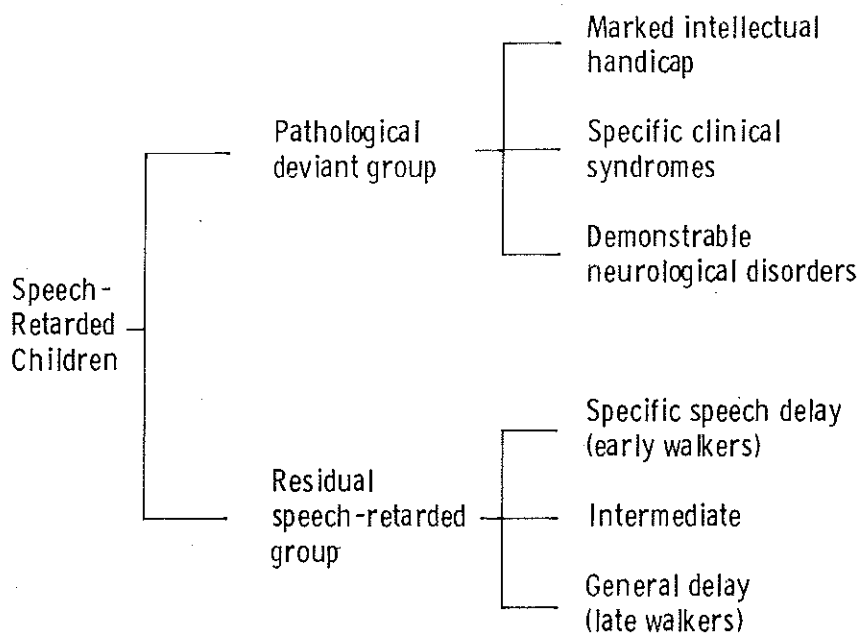 Speech-
Retarded
Children
Pathological
deviant group
Marked intellectual
handicap
Specific clinical
syndromes
Demonstrable
neurological disorders
Residual
speech-retarded
group
Specific speech delay
(early walkers)
Intermediate
General delay
(late walkers)